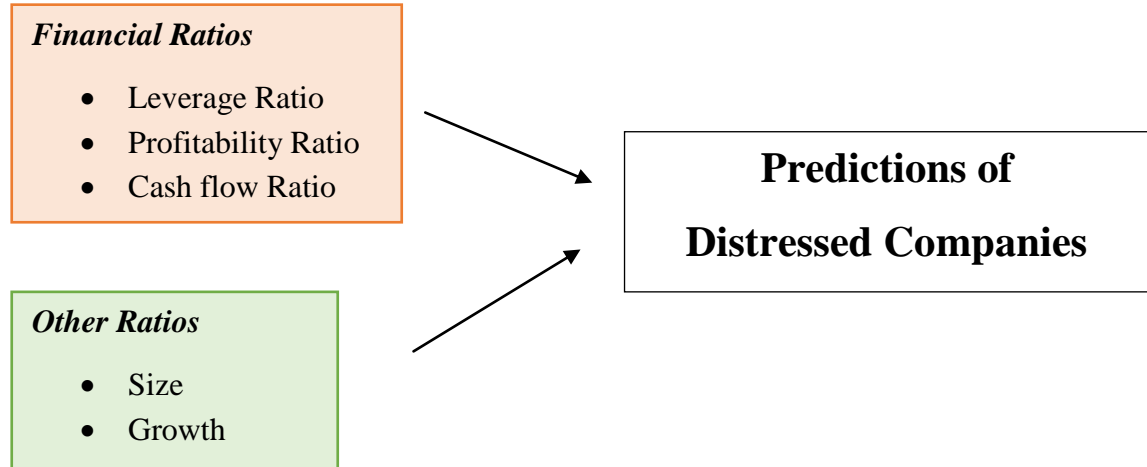 Financial Ratios
• Leverage Ratio
• Profitability Ratio
• Cash flow Ratio
Predictions of
Distressed Companies
Other Ratios
• Size
• Growth